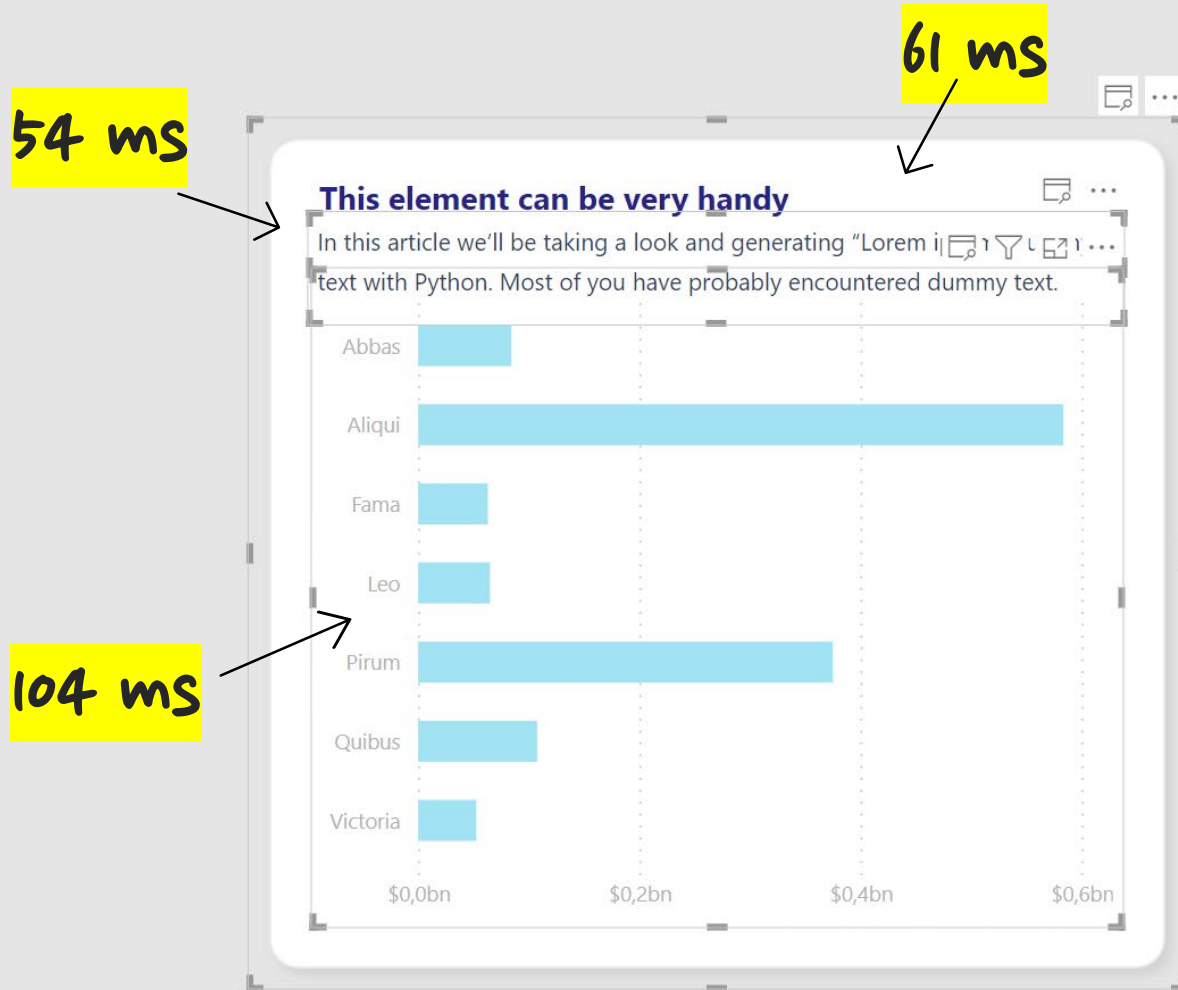 61 ms
54 ms
This element can be very handy
In this article we’ll be taking a look and generating “Lorem
text with Python. Most of you have probably encountered dummy text.
Abbas
Aliqui
Fama
Leo
104 ms
Pirum
Quibus
Victoria
$0,0bn $0,2bn $0,4bn $0,6bn